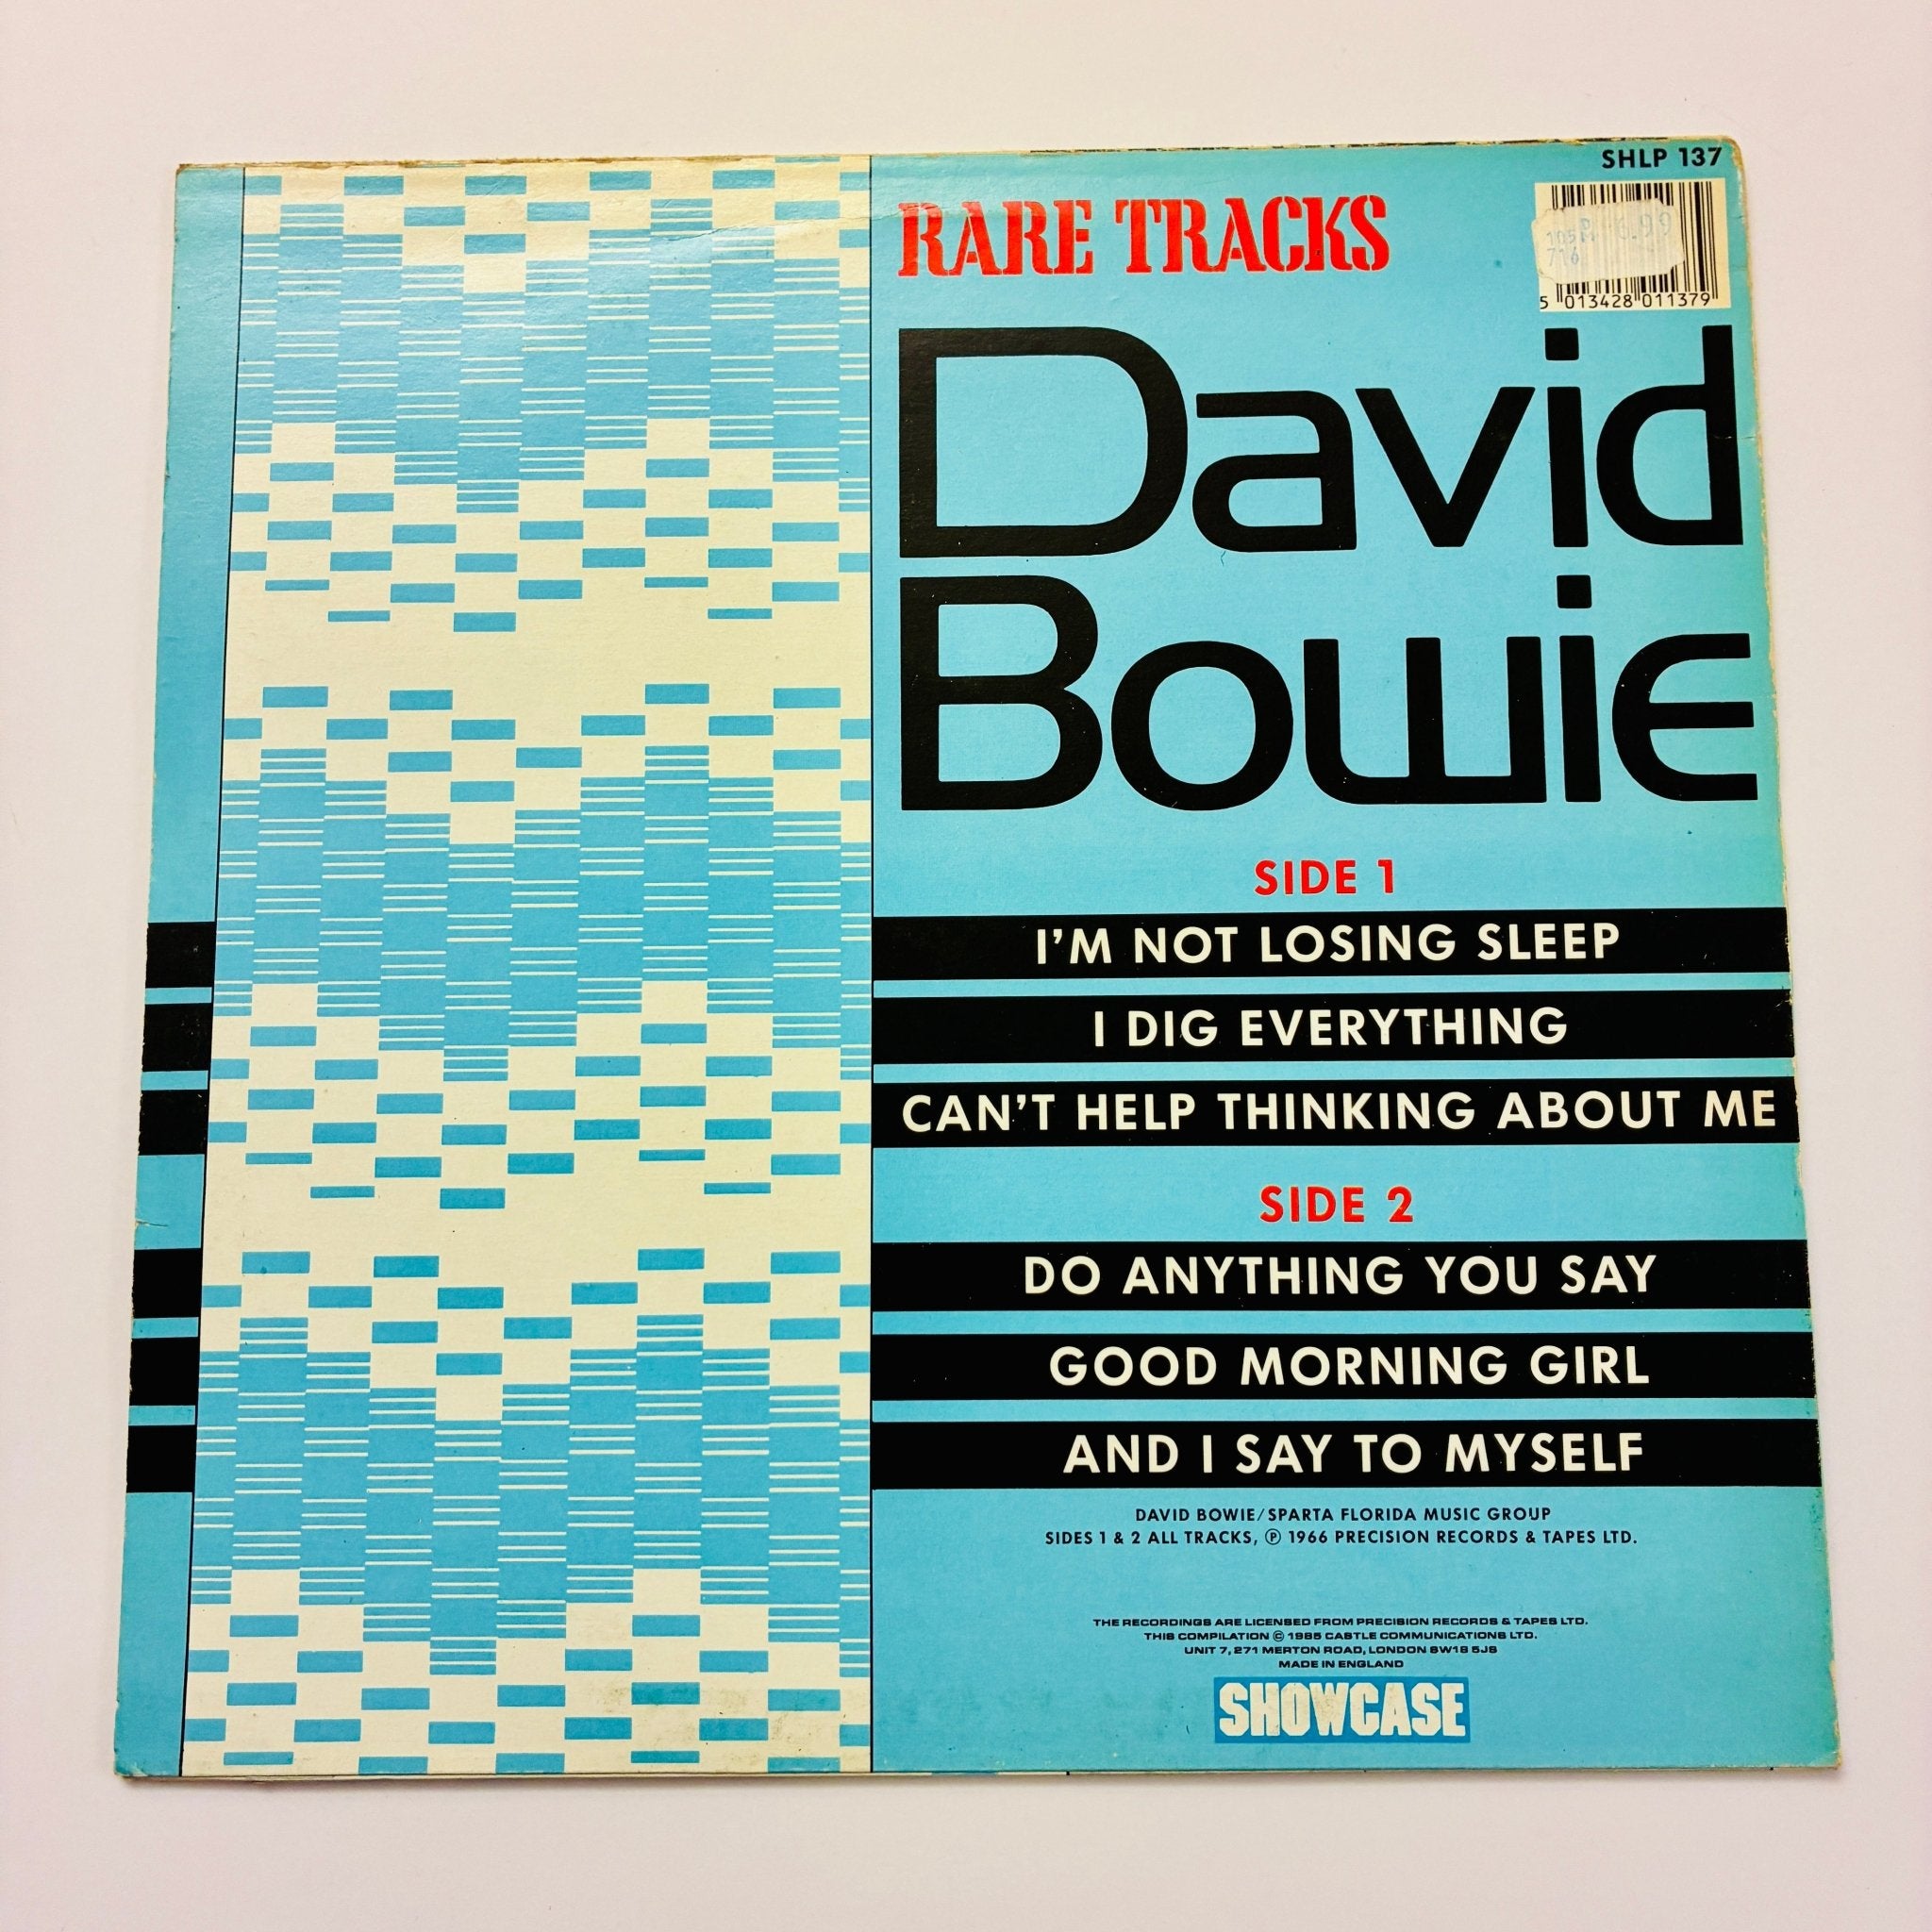 SHLP 137
RARE TRACKS
6.99
716
5 013428 011379
David
Bowie
SIDE 1
I'M NOT LOSING SLEEP
I DIG EVERYTHING
CAN'T HELP THINKING ABOUT ME
SIDE 2
DO ANYTHING YOU SAY
GOOD MORNING GIRL
AND I SAY TO MYSELF
DAVID BOWIE/SPARTA FLORIDA MUSIC GROUP
SIDES 1 & 2 ALL TRACKS, ℗ 1966 PRECISION RECORDS & TAPES LTD.
THE RECORDINGS ARE LICENSED FROM PRECISION RECORDS & TAPES LTD.
THIS COMPILATION © 1985 CASTLE COMMUNICATIONS LTD.
UNIT 7, 271 MERTON ROAD, LONDON SW18 5JS
MADE IN ENGLAND
SHOWCASE